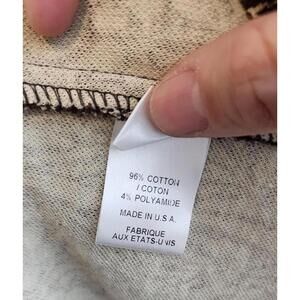 96% COTTON
/ COTON
4% POLYAMIDE
MADE IN U.S.A.
FABRIQUE
AUX ETATS-UNIS